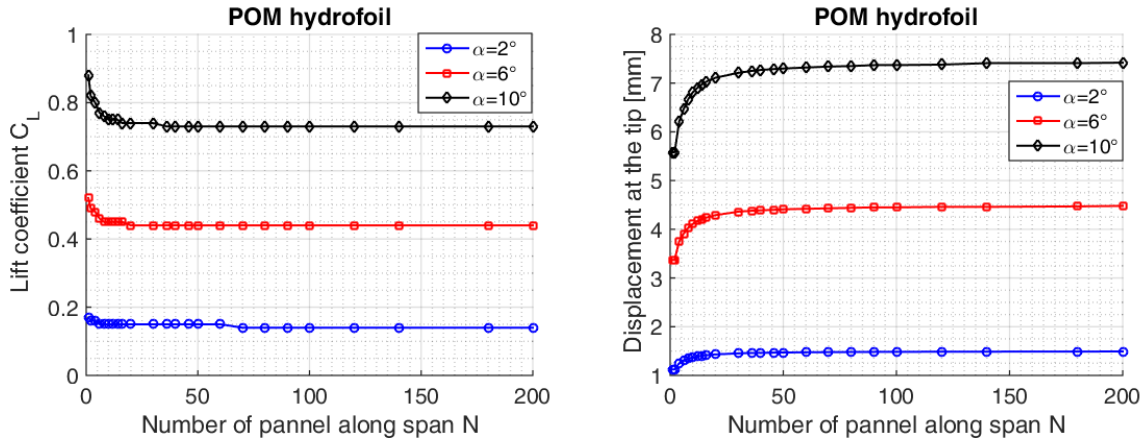 POM hydrofoil
1
0.8
0.6
0.4
0.2
0
0
50
100
150
200
Lift coefficient C_L
Number of pannel along span N
α=2°
α=6°
α=10°
POM hydrofoil
8
7
6
5
4
3
2
1
0
50
100
150
200
Displacement at the tip [mm]
Number of pannel along span N
α=2°
α=6°
α=10°